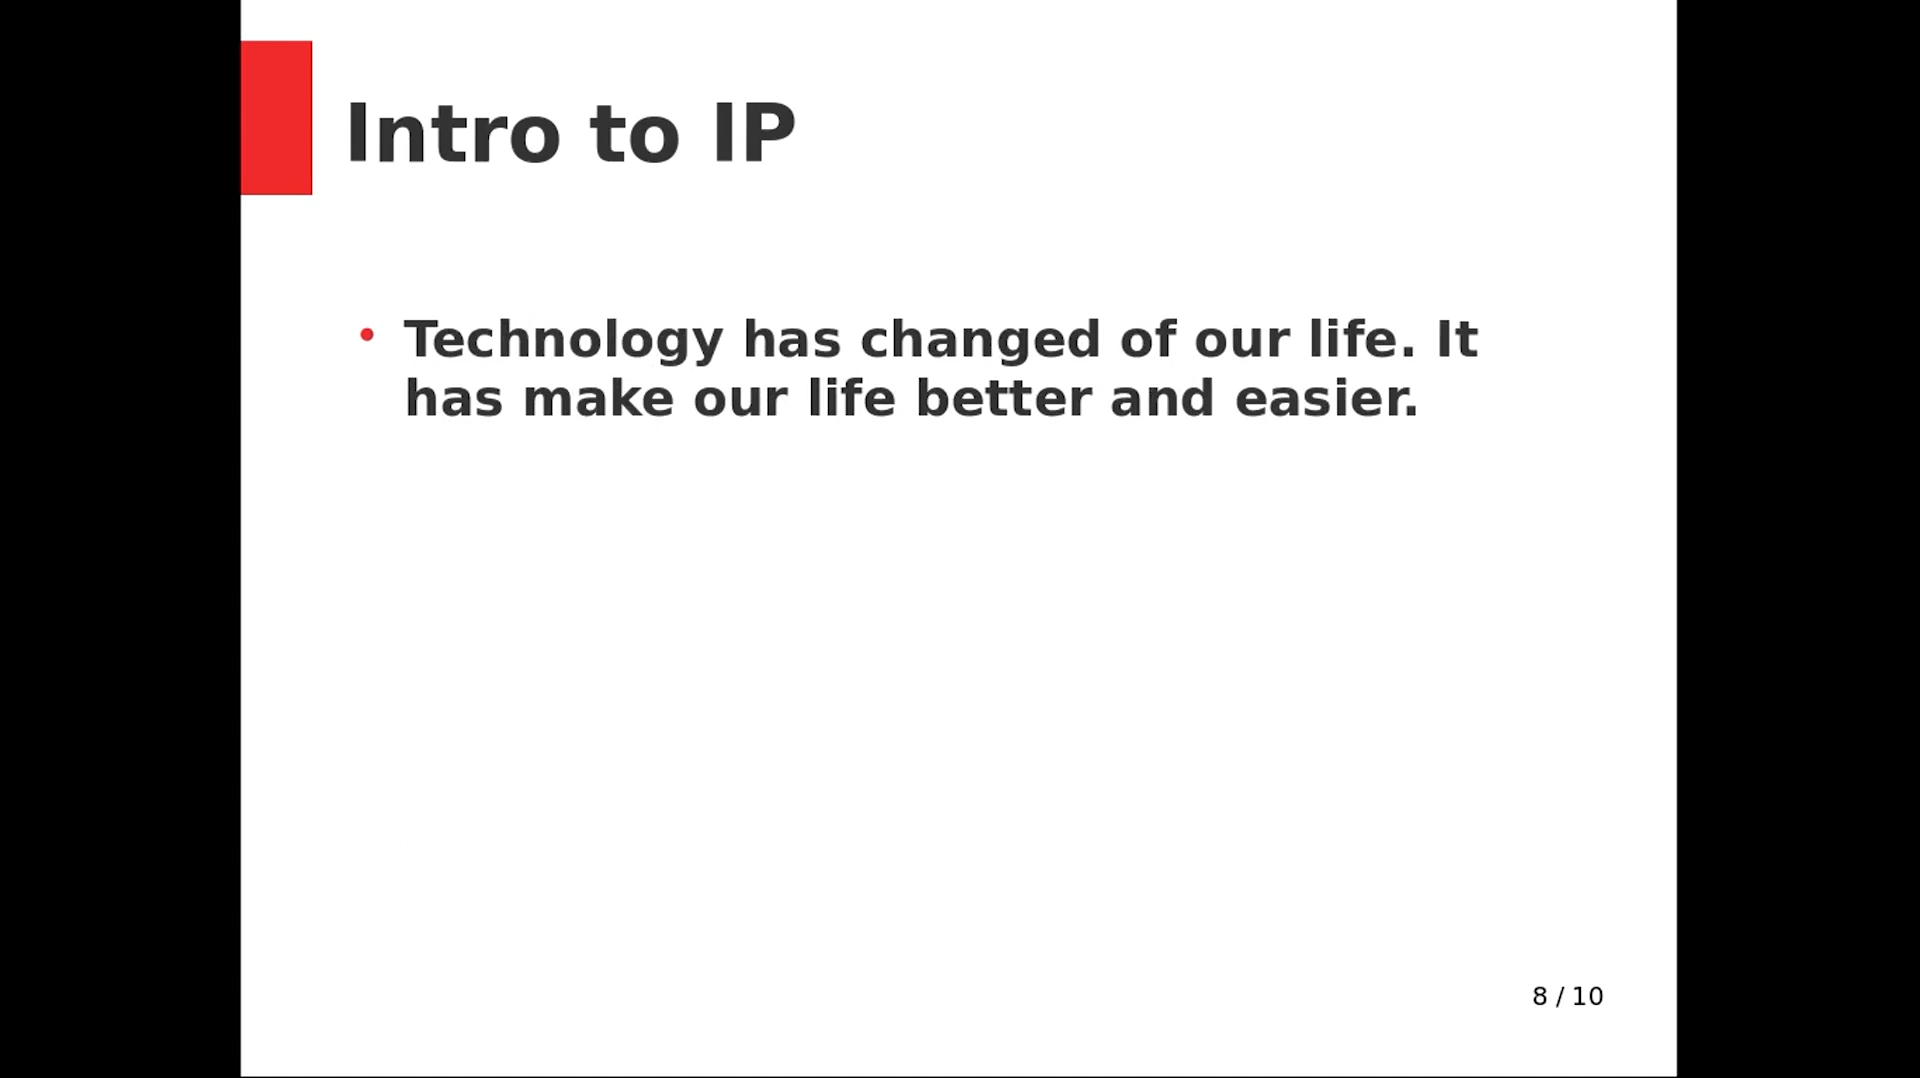 Intro to IP
• Technology has changed of our life. It
has make our life better and easier.
8 / 10